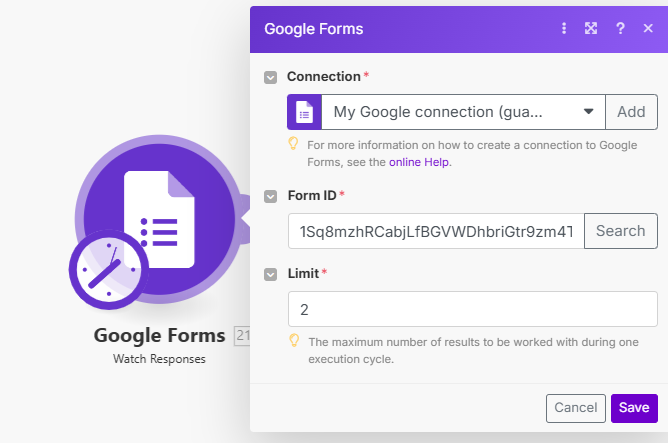 Google Forms
?
Connection*
My Google connection (gua...
Add
For more information on how to create a connection to Google
Forms, see the online Help.
Form ID*
1Sq8mzhRCabjLfBGVWDhbriGtr9zm4T
Search
Limit*
2
The maximum number of results to be worked with during one
execution cycle.
Cancel
Save
Google Forms
21
Watch Responses